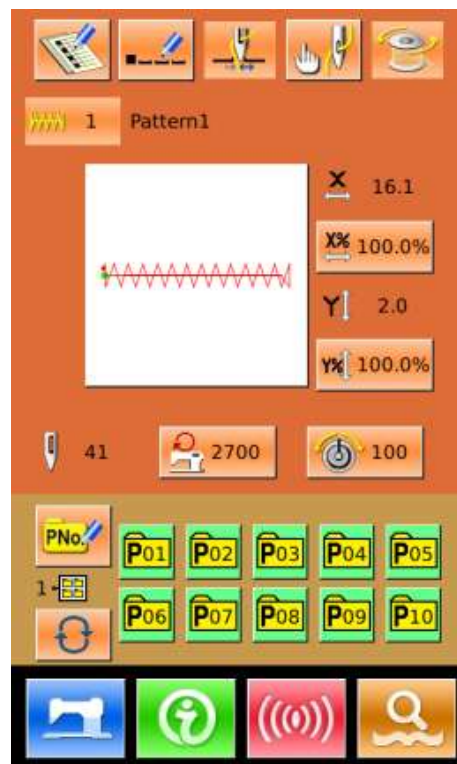 1 Pattern1
X 16.1
X% 100.0%
Y 2.0
Y% 100.0%
41 2700 100
PNo.
P01 P02 P03 P04 P05
1-
P06 P07 P08 P09 P10